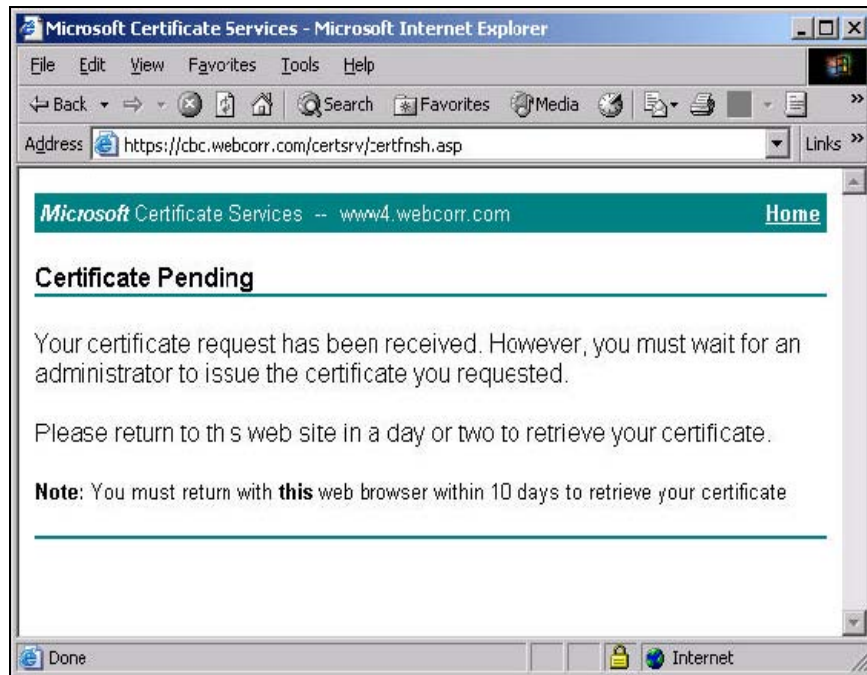 Microsoft Certificate Services - Microsoft Internet Explorer
File Edit View Favorites Tools Help
Back Search Favorites Media »
Address https://cbc.webcorr.com/certsrv/certfnsh.asp Links »
Microsoft Certificate Services -- www4.webcorr.com Home
Certificate Pending
Your certificate request has been received. However, you must wait for an
administrator to issue the certificate you requested.
Please return to th s web site in a day or two to retrieve your certificate.
Note: You must return with this web browser within 10 days to retrieve your certificate
Done Internet